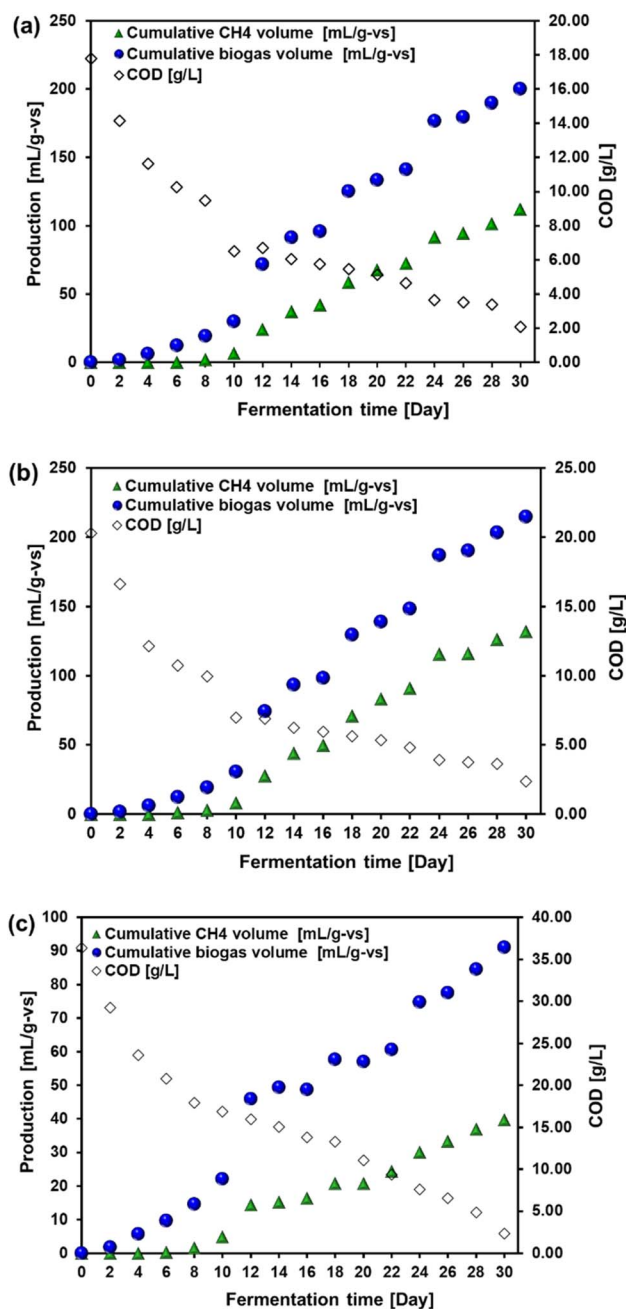 (a)
Cumulative CH4 volume [mL/g-vs]
Cumulative biogas volume [mL/g-vs]
COD [g/L]
Production [mL/g-vs]
COD [g/L]
250
200
150
100
50
0
20.00
18.00
16.00
14.00
12.00
10.00
8.00
6.00
4.00
2.00
0.00
0 2 4 6 8 10 12 14 16 18 20 22 24 26 28 30
Fermentation time [Day]
(b)
Cumulative CH4 volume [mL/g-vs]
Cumulative biogas volume [mL/g-vs]
COD [g/L]
Production [mL/g-vs]
COD [g/L]
250
200
150
100
50
0
25.00
20.00
15.00
10.00
5.00
0.00
0 2 4 6 8 10 12 14 16 18 20 22 24 26 28 30
Fermentation time [Day]
(c)
Cumulative CH4 volume [mL/g-vs]
Cumulative biogas volume [mL/g-vs]
COD [g/L]
Production [mL/g-vs]
COD [g/L]
100
90
80
70
60
50
40
30
20
10
0
40.00
35.00
30.00
25.00
20.00
15.00
10.00
5.00
0.00
0 2 4 6 8 10 12 14 16 18 20 22 24 26 28 30
Fermentation time [Day]